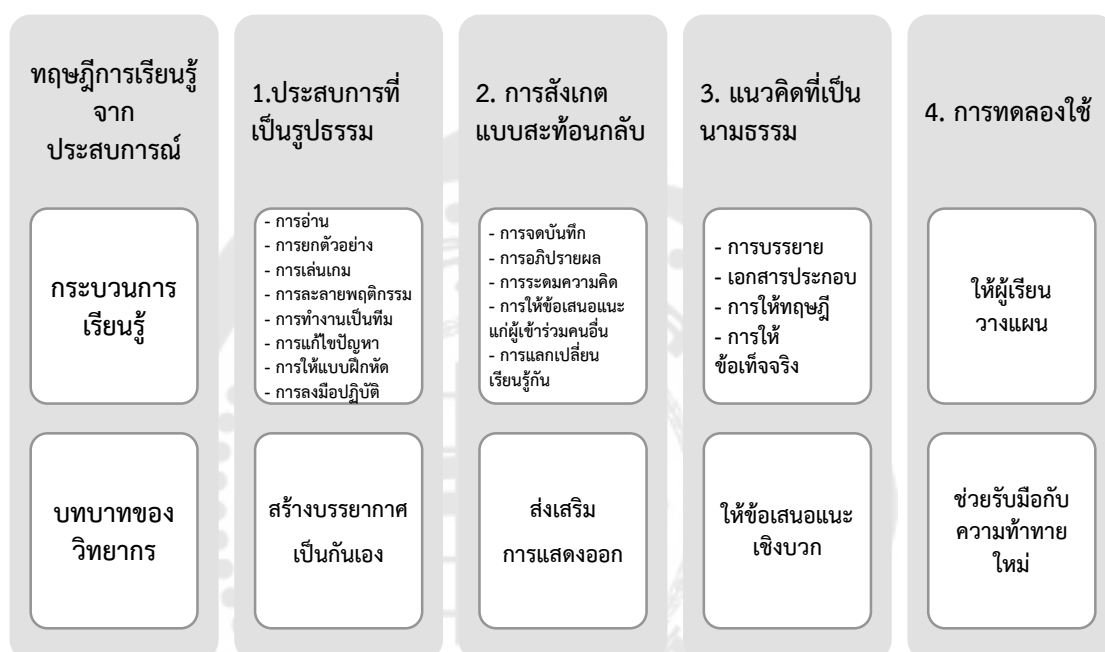 ทฤษฎีการเรียนรู้
จาก
ประสบการณ์
กระบวนการ
เรียนรู้
บทบาทของ
วิทยากร
1.ประสบการที่
เป็นรูปธรรม
- การอ่าน
- การยกตัวอย่าง
- การเล่นเกม
- การละลายพฤติกรรม
- การทำงานเป็นทีม
- การแก้ไขปัญหา
- การให้แบบฝึกหัด
- การลงมือปฏิบัติ
สร้างบรรยากาศ
เป็นกันเอง
2. การสังเกต
แบบสะท้อนกลับ
- การจดบันทึก
- การอภิปรายผล
- การระดมความคิด
- การให้ข้อเสนอแนะ
แก่ผู้เข้าร่วมคนอื่น
- การแลกเปลี่ยน
เรียนรู้กัน
ส่งเสริม
การแสดงออก
3. แนวคิดที่เป็น
นามธรรม
- การบรรยาย
- เอกสารประกอบ
- การให้ทฤษฎี
- การให้
ข้อเท็จจริง
ให้ข้อเสนอแนะ
เชิงบวก
4. การทดลองใช้
ให้ผู้เรียน
วางแผน
ช่วยรับมือกับ
ความท้าทาย
ใหม่